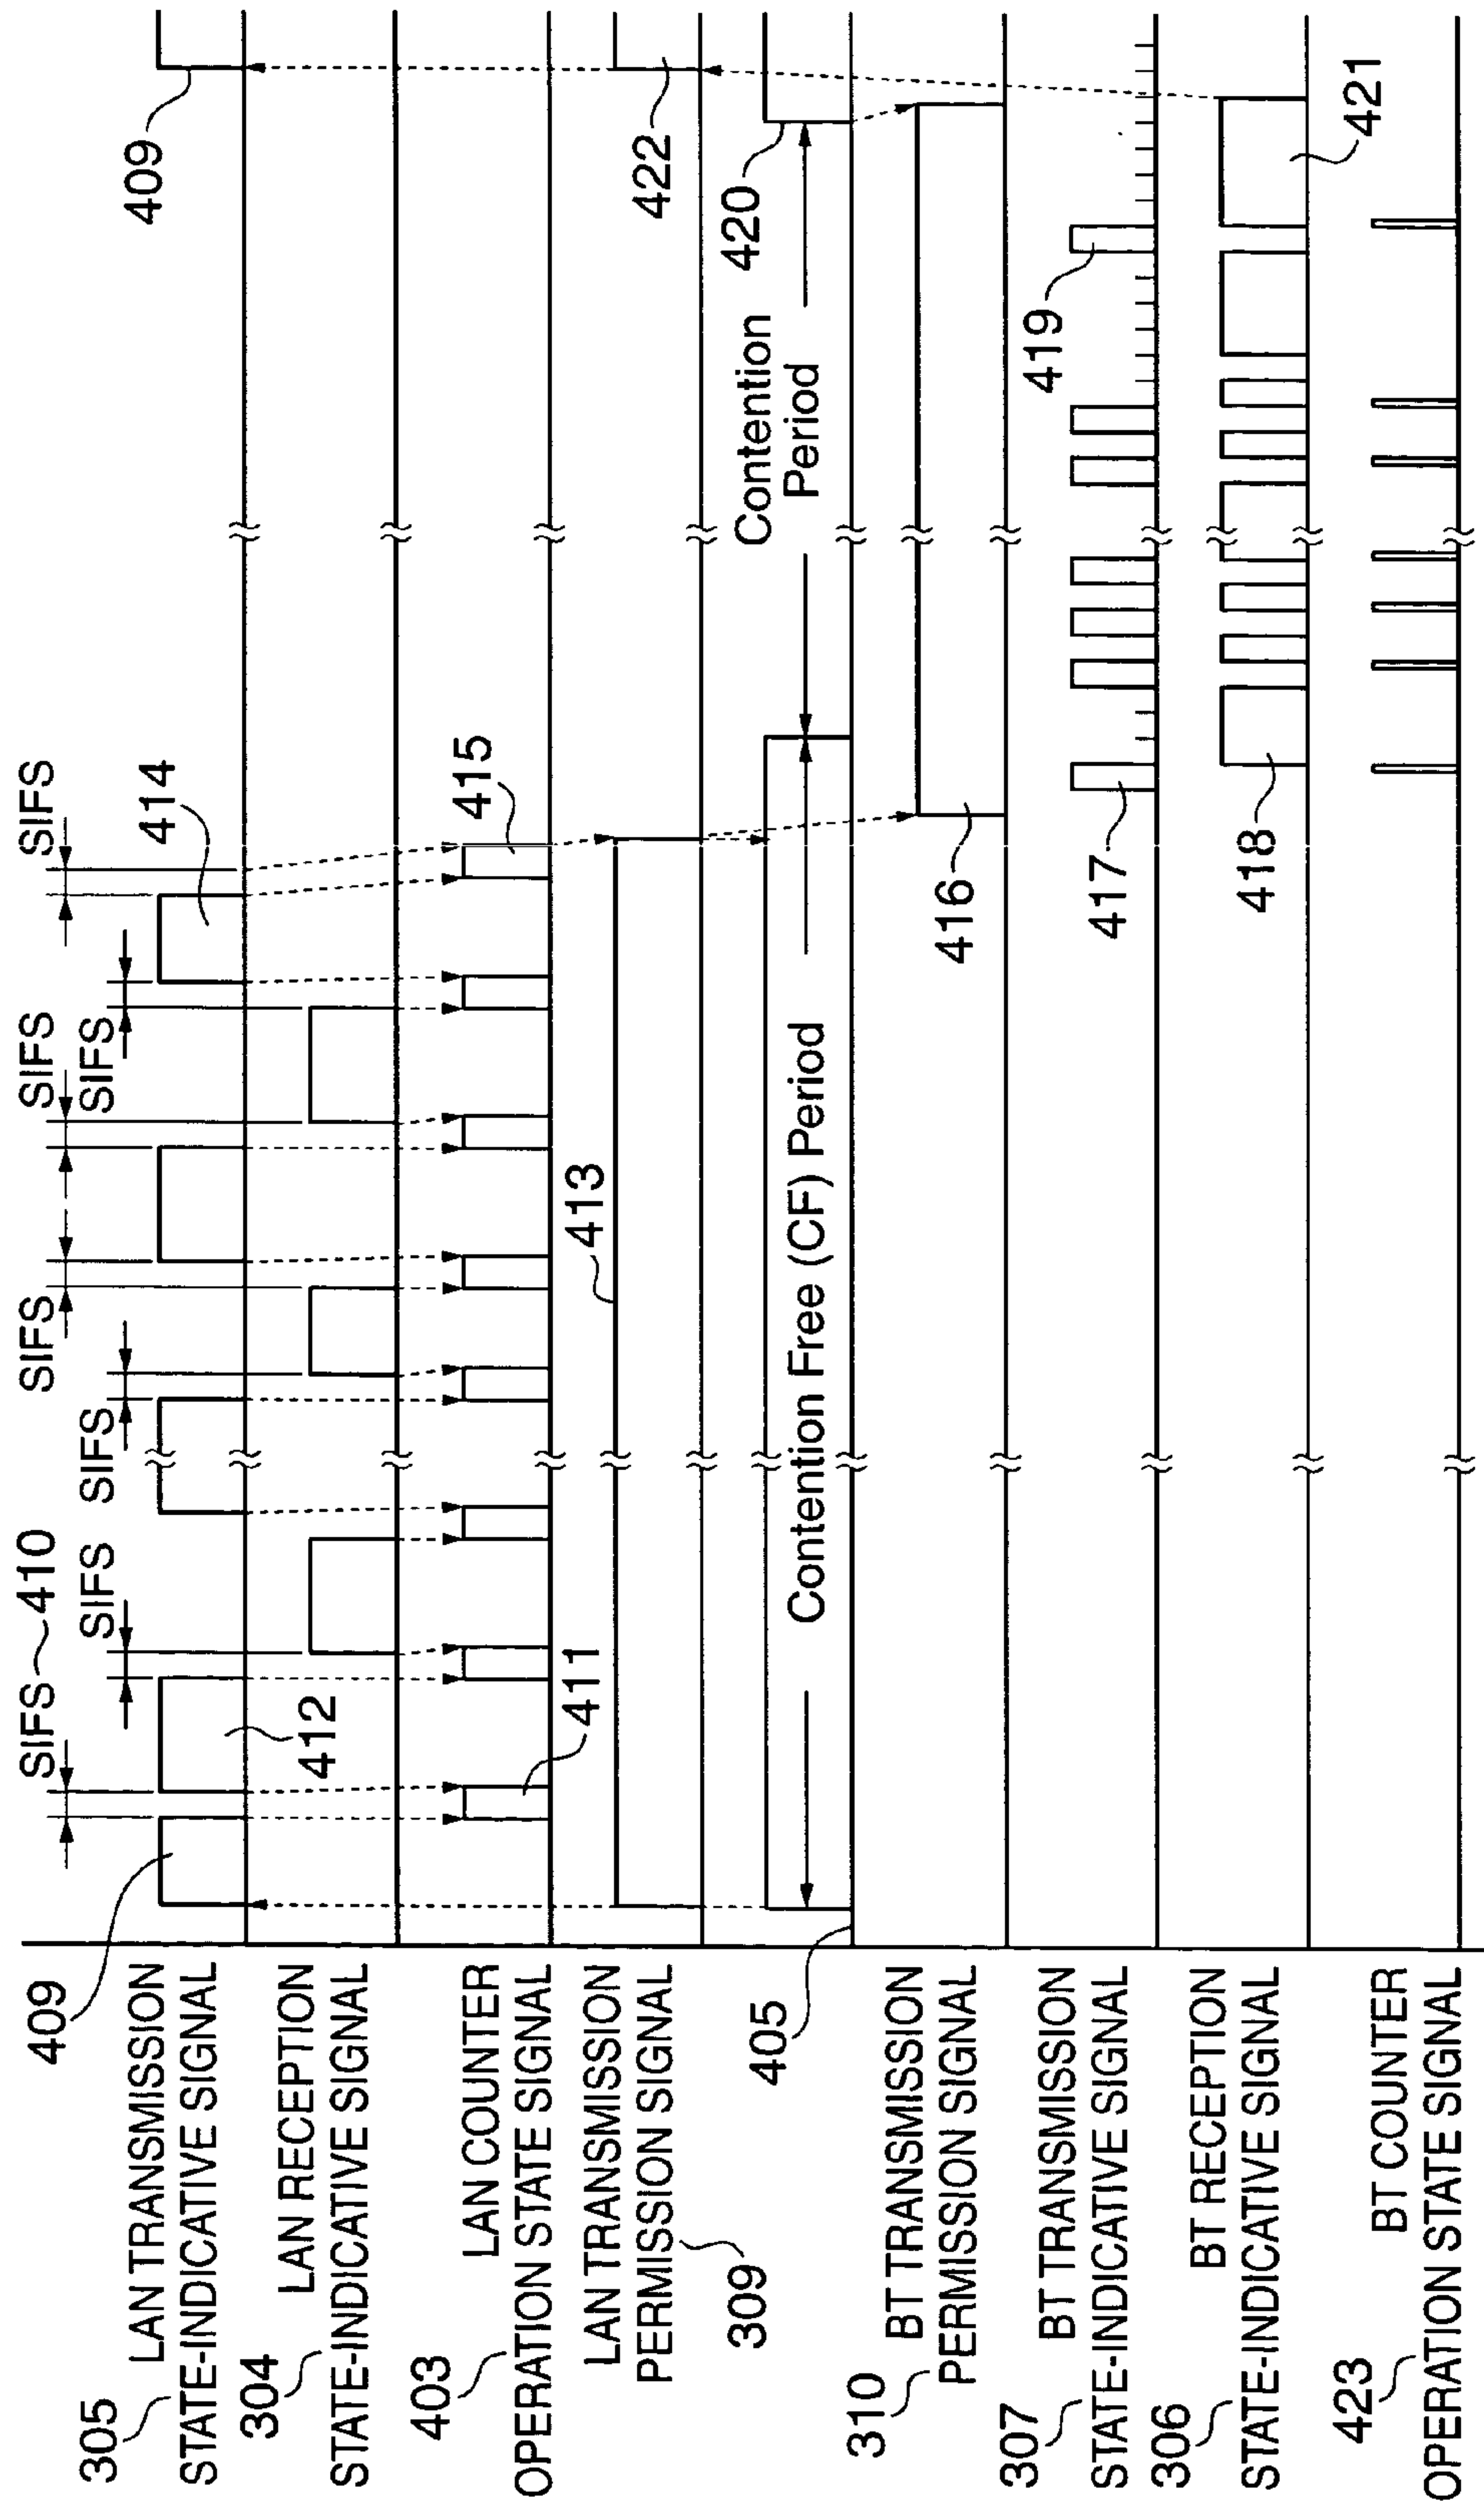 305
LAN TRANSMISSION
STATE-INDICATIVE SIGNAL
304
LAN RECEPTION
STATE-INDICATIVE SIGNAL
403
LAN COUNTER
OPERATION STATE SIGNAL
LAN TRANSMISSION
PERMISSION SIGNAL
309
405
310
BT TRANSMISSION
PERMISSION SIGNAL
307
BT TRANSMISSION
STATE-INDICATIVE SIGNAL
306
BT RECEPTION
STATE-INDICATIVE SIGNAL
423
BT COUNTER
OPERATION STATE SIGNAL
409
SIFS
410
SIFS
SIFS
SIFS
SIFS
SIFS
SIFS
412
414
409
411
415
413
422
Contention Free (CF) Period
Contention
Period
420
416
417
419
418
421